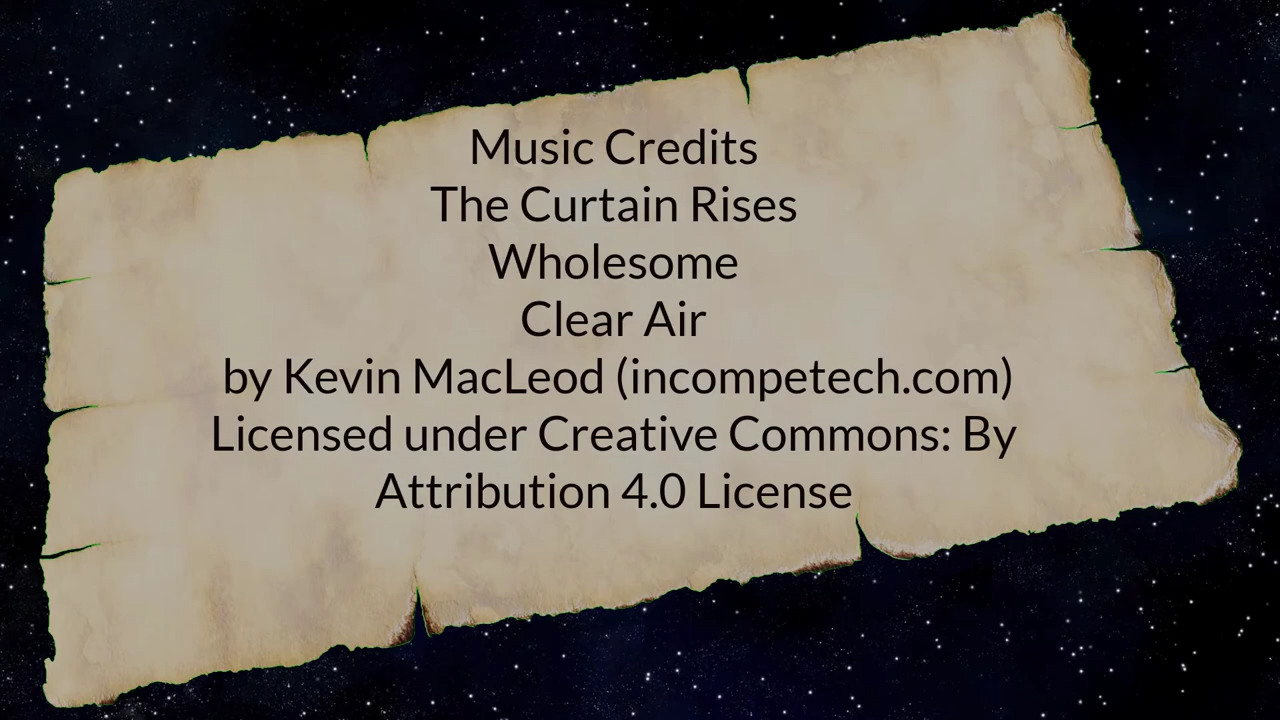 Music Credits
The Curtain Rises
Wholesome
Clear Air
by Kevin MacLeod (incompetech.com)
Licensed under Creative Commons: By
Attribution 4.0 License